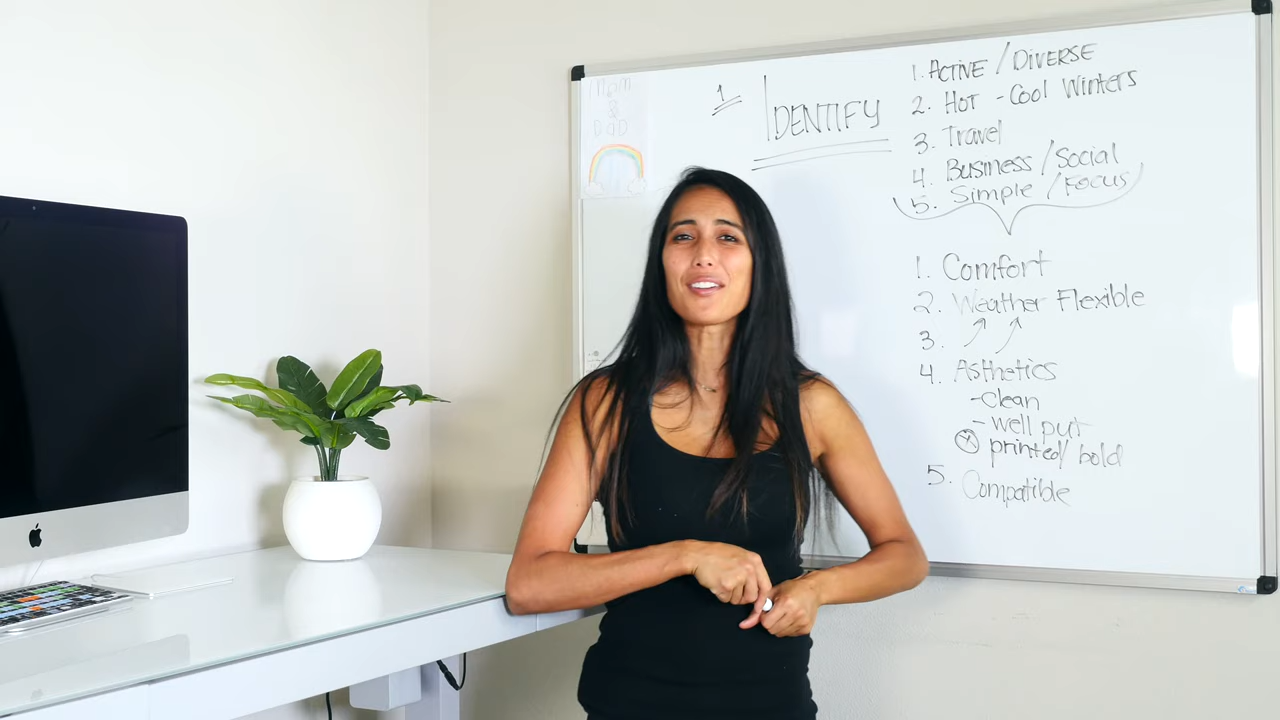 Mom
&
DaD
1.
IDENTIFY
1. ACTIVE / DIVERSE
2. HOT - Cool Winters
3. Travel
4. Business / Social
5. Simple / Focus
1. Comfort
2. Weather Flexible
3.
4. Asthetics
- Clean
- well put
printed/ bold
5. Compatible